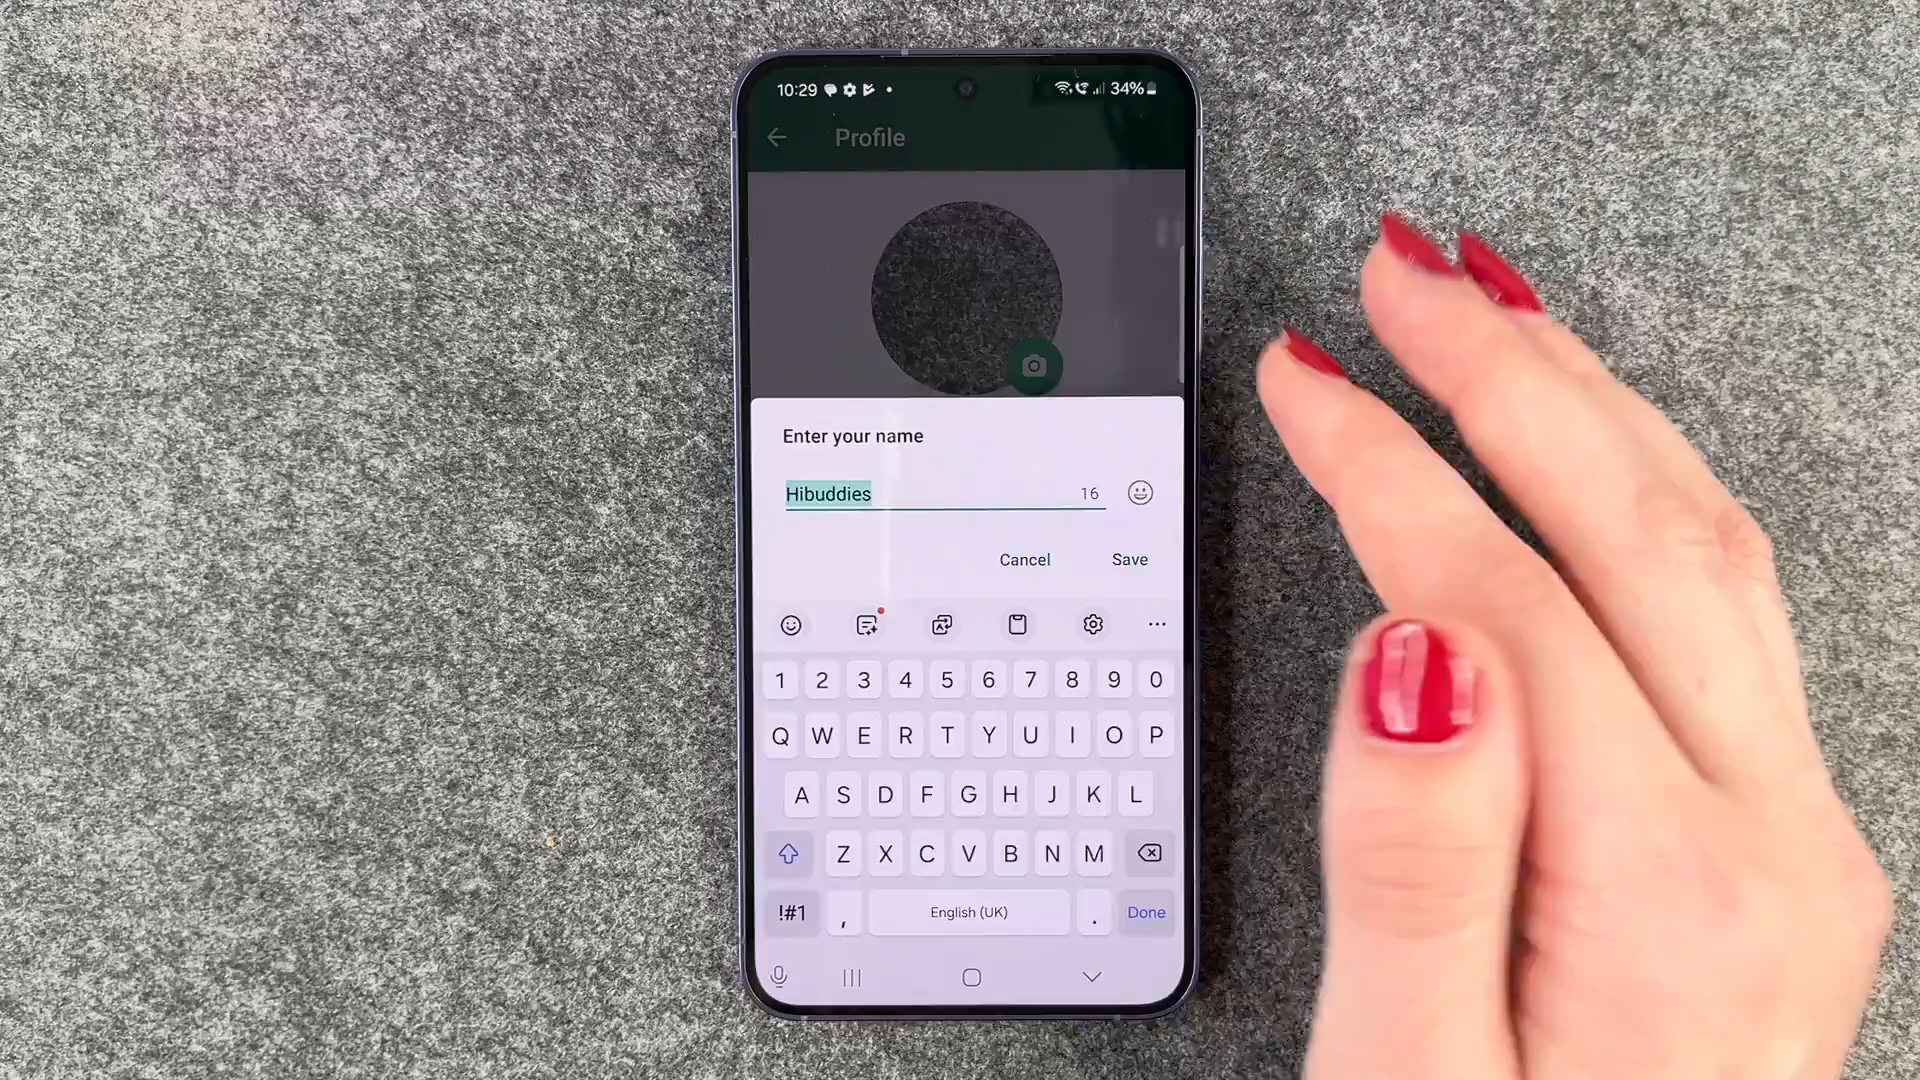 10:29 34%
Profile
Enter your name
Hibuddies 16
Cancel Save
1 2 3 4 5 6 7 8 9 0
Q W E R T Y U I O P
A S D F G H J K L
Z X C V B N M
!#1 , English (UK) . Done